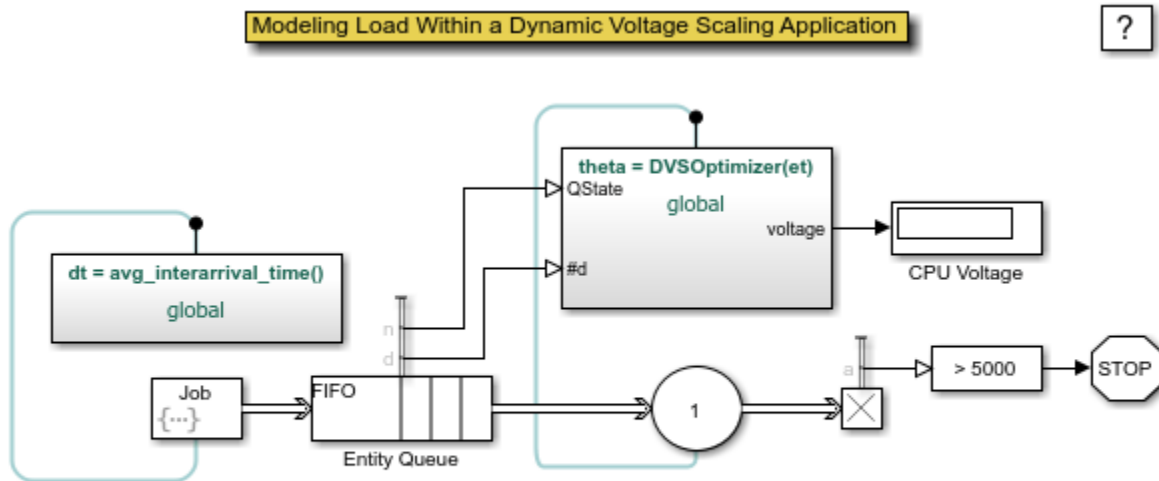 Modeling Load Within a Dynamic Voltage Scaling Application
?
theta = DVSOptimizer(et)
QState
global
voltage
#d
CPU Voltage
dt = avg_interarrival_time()
global
n
d
Job
{...}
FIFO
Entity Queue
1
a
> 5000
STOP